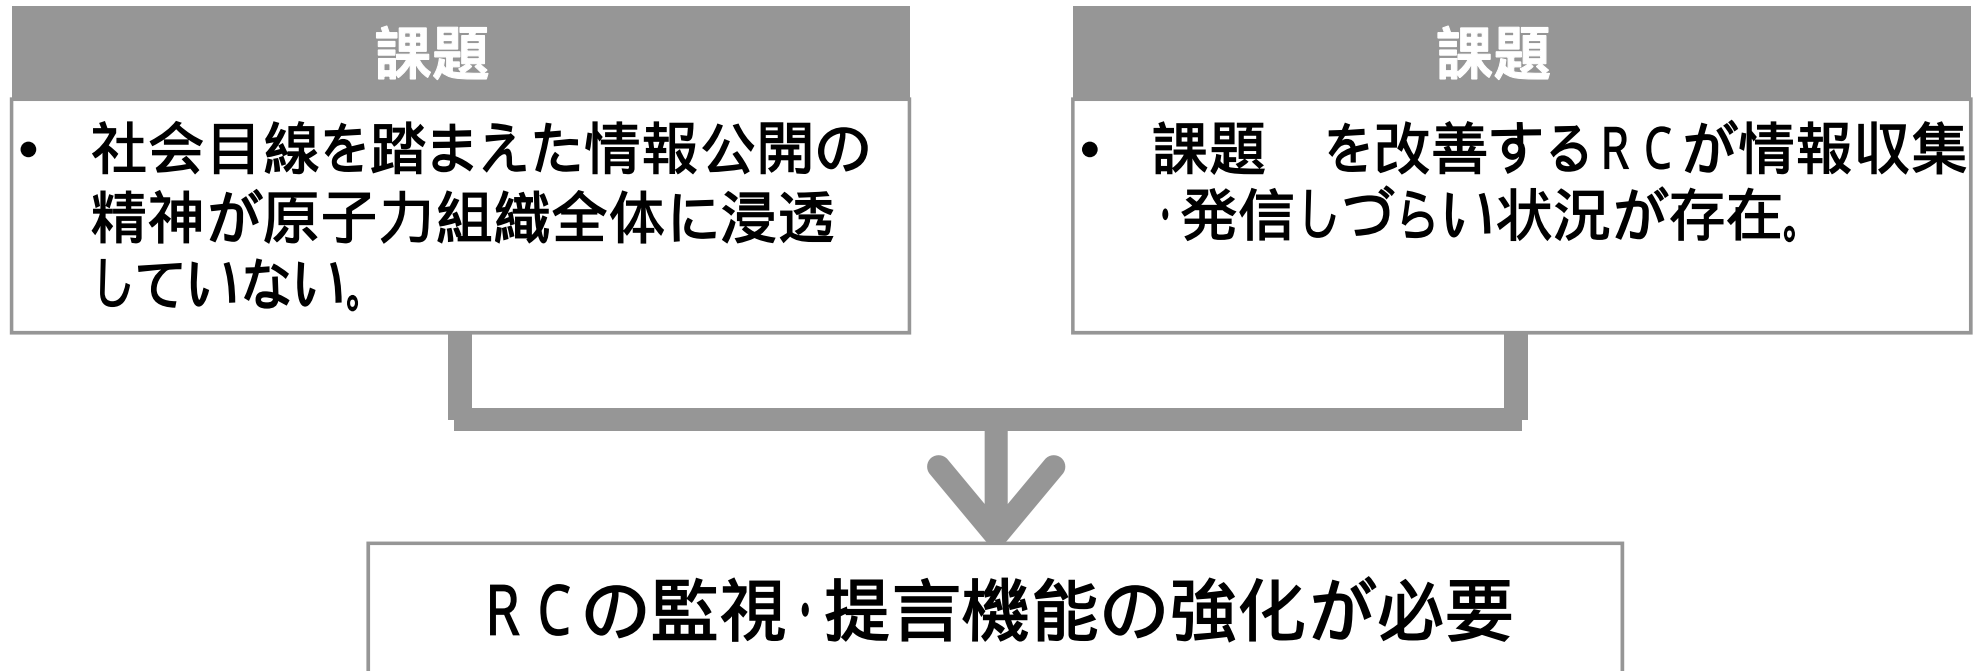 課題
• 社会目線を踏まえた情報公開の
精神が原子力組織全体に浸透
していない。
課題
• 課題　を改善するRCが情報収集
・発信しづらい状況が存在。
RCの監視・提言機能の強化が必要